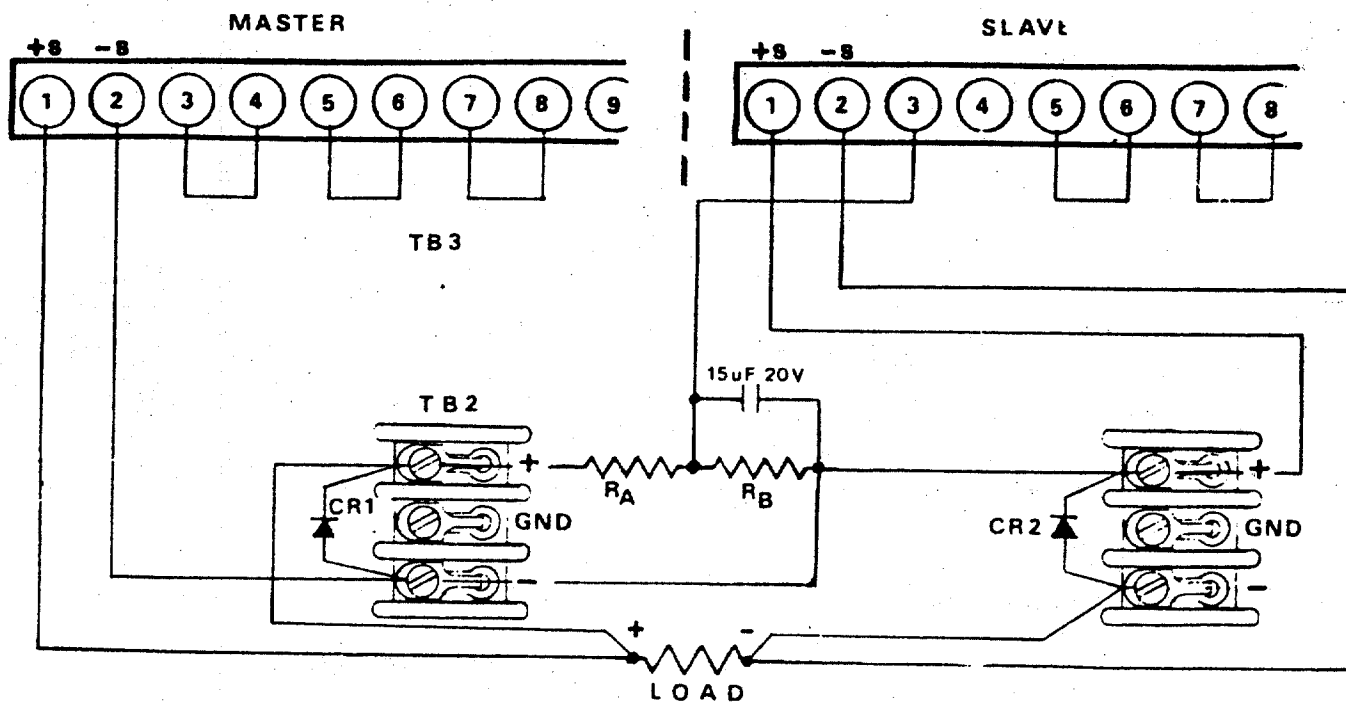 MASTER
SLAVE
+S -S
+S -S
1 2 3 4 5 6 7 8 9
1 2 3 4 5 6 7 8
TB3
15uF 20V
TB2
+
+
RA
RB
CR1
GND
CR2
GND
-
-
+ -
LOAD